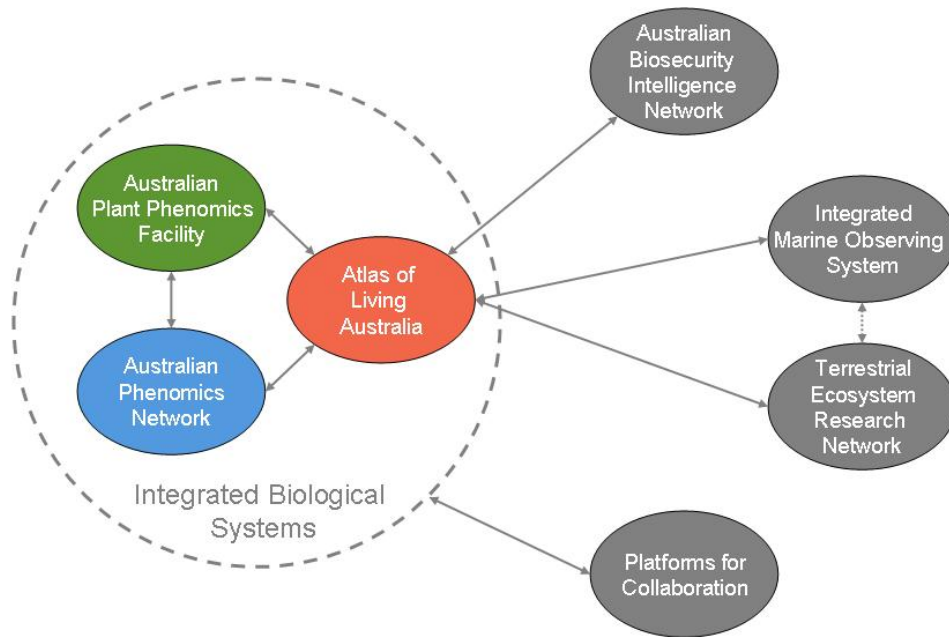 Australian
Biosecurity
Intelligence
Network
Australian
Plant Phenomics
Facility
Integrated
Marine Observing
System
Atlas of
Living
Australia
Australian
Phenomics
Network
Terrestrial
Ecosystem
Research
Network
Integrated Biological
Systems
Platforms for
Collaboration